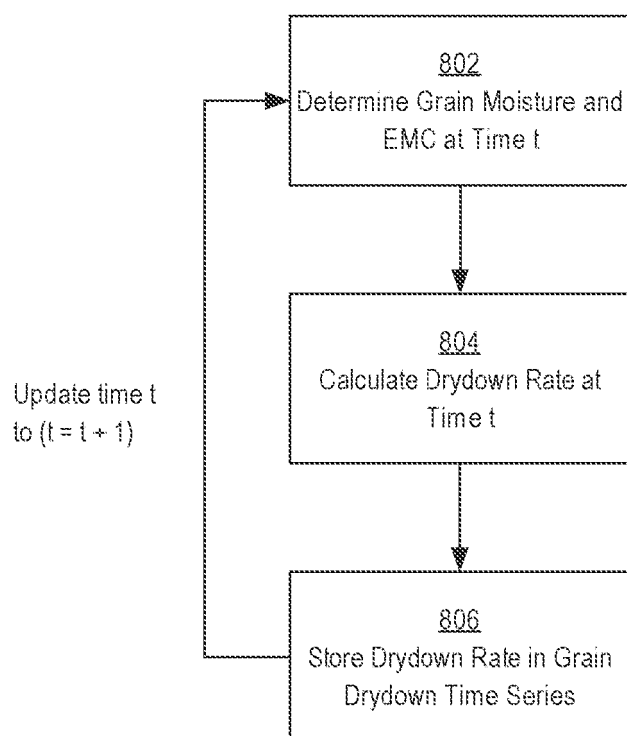 802
Determine Grain Moisture and
EMC at Time t
804
Calculate Drydown Rate at
Time t
Update time t
to (t = t + 1)
806
Store Drydown Rate in Grain
Drydown Time Series